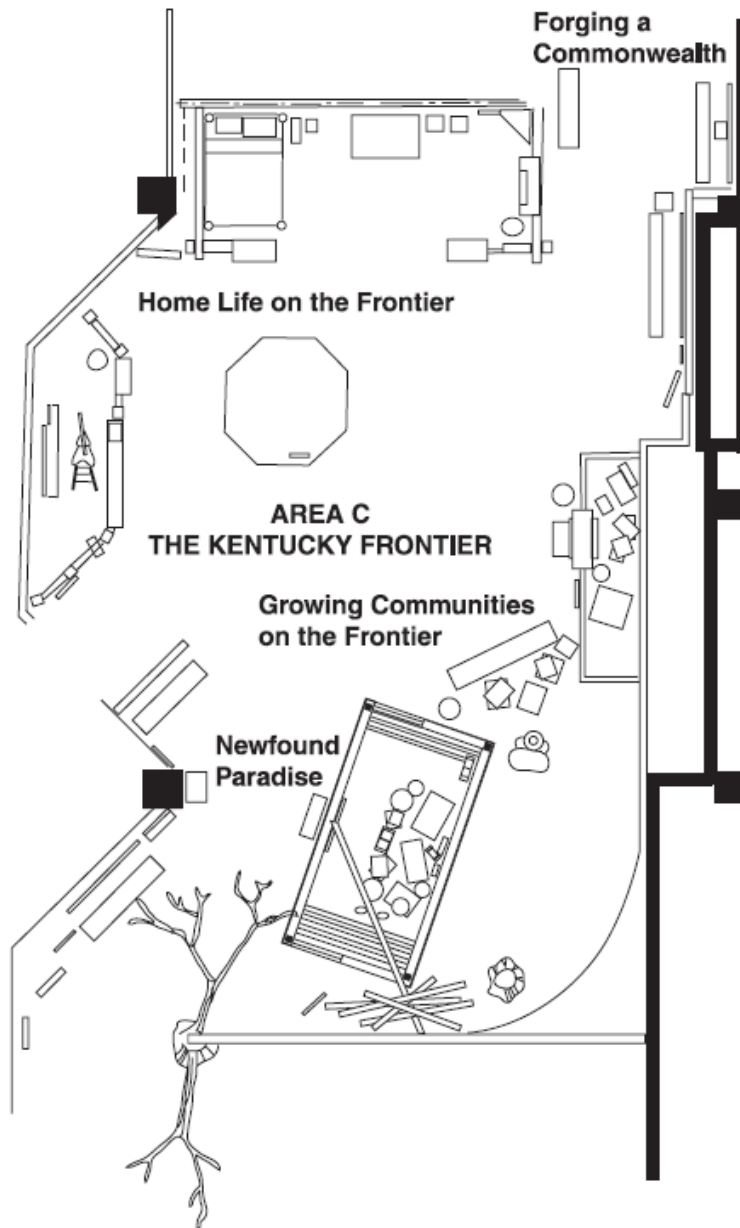 Forging a
Commonwealth
Home Life on the Frontier
AREA C
THE KENTUCKY FRONTIER
Growing Communities
on the Frontier
Newfound
Paradise